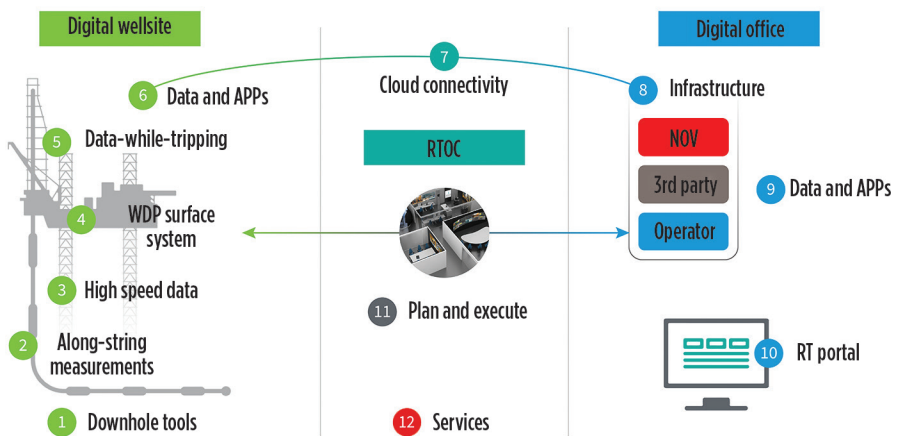 Digital wellsite
6 Data and APPs
5 Data-while-tripping
4 WDP surface
system
3 High speed data
2 Along-string
measurements
1 Downhole tools
7
Cloud connectivity
RTOC
11 Plan and execute
12 Services
Digital office
8 Infrastructure
NOV
3rd party
Operator
9 Data and APPs
10 RT portal